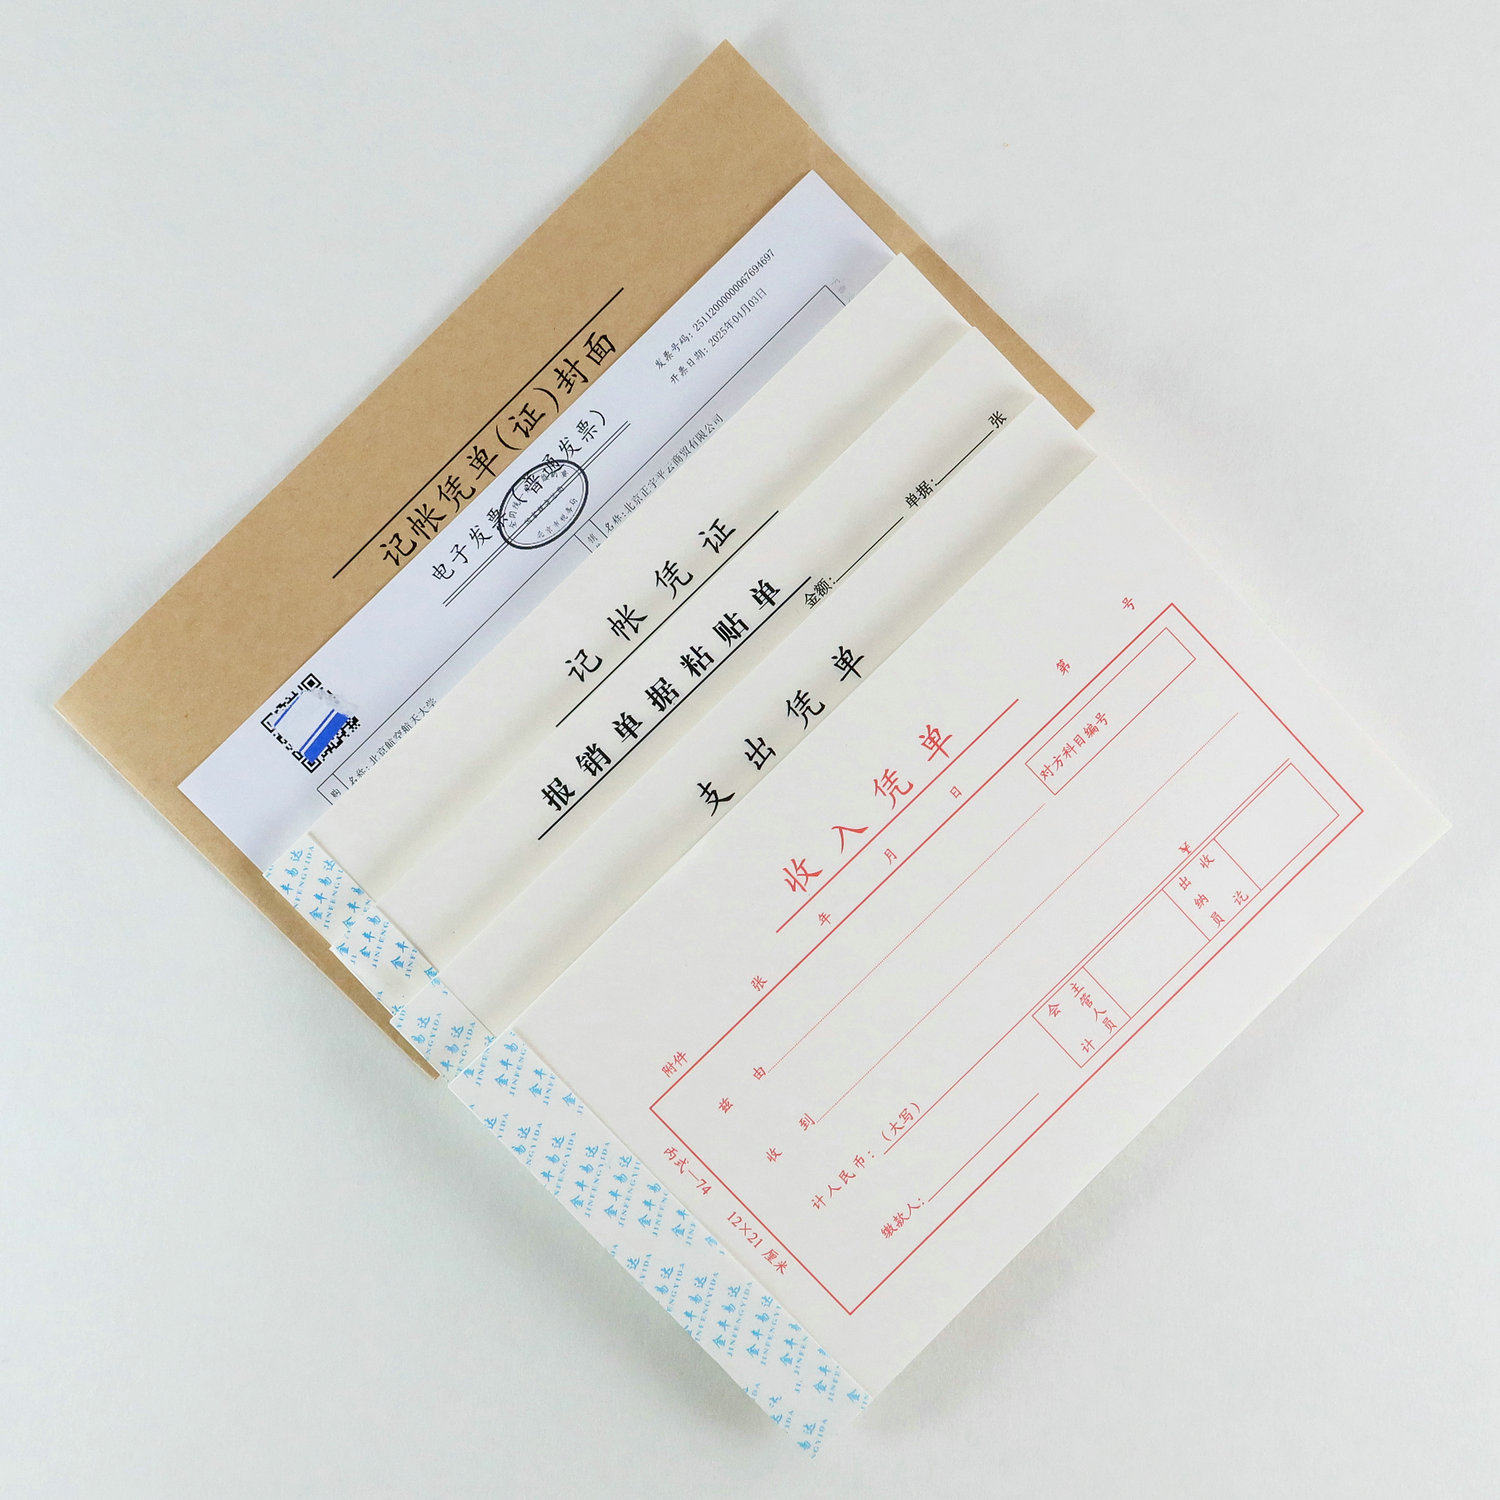 记帐凭单(证)封面
发票号码: 25112000000067694697
开票日期: 2025年04月03日
电子发票(普通发票)
购
名称: 北京航空航天大学
销
名称: 北京正宇平云商贸有限公司
记帐凭证
报销单据粘贴单
单据: 张
金额:
支出凭单
收入凭单
第 号
年 月 日
附件 张
对方科目编号
兹由
收到
计人民币: (大写)
¥
缴款人:
会计主管人员
出纳员
收讫
丙式—74 12×21 厘米
金丰易达
JINFENGYIDA